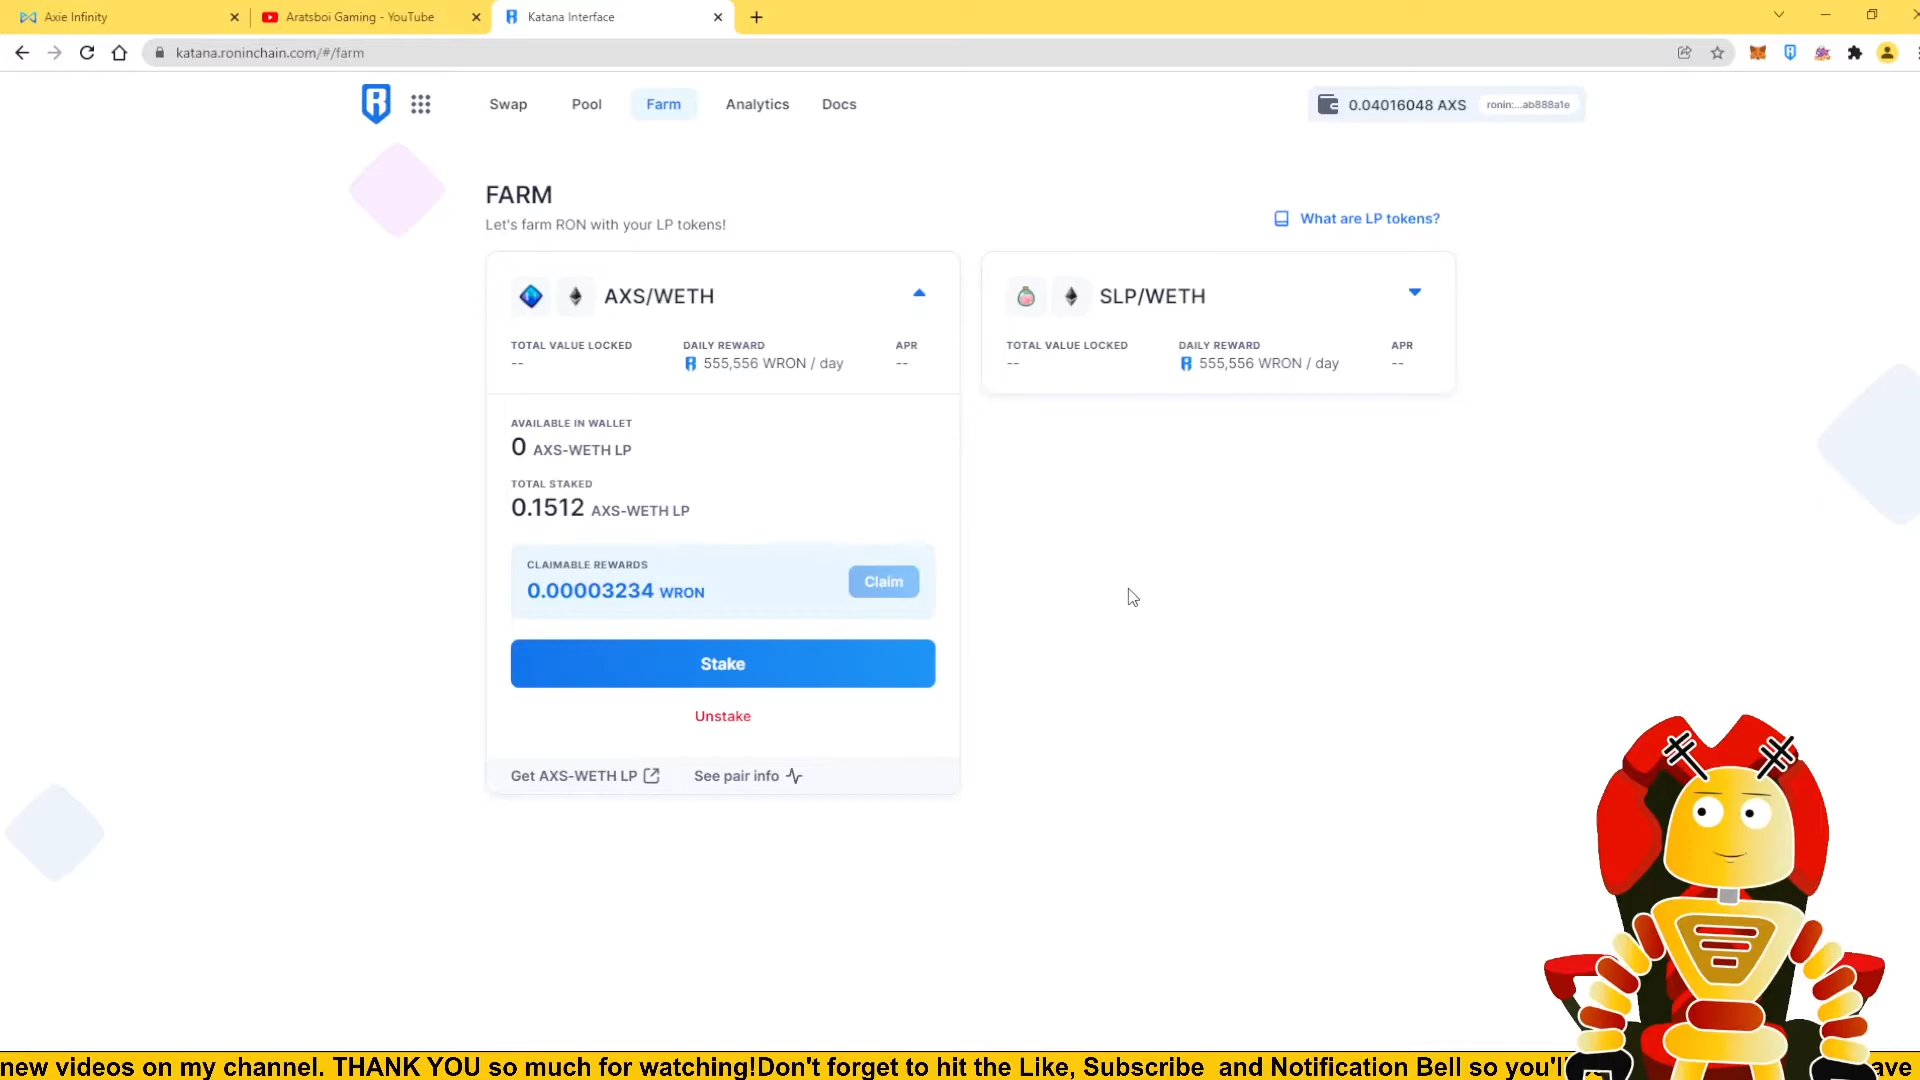 Axie Infinity
Aratsboi Gaming - YouTube
Katana Interface
katana.roninchain.com/#/farm
Swap
Pool
Farm
Analytics
Docs
0.04016048 AXS
ronin:...ab888a1e
FARM
Let's farm RON with your LP tokens!
What are LP tokens?
AXS/WETH
TOTAL VALUE LOCKED
--
DAILY REWARD
555,556 WRON / day
APR
--
SLP/WETH
TOTAL VALUE LOCKED
--
DAILY REWARD
555,556 WRON / day
APR
--
AVAILABLE IN WALLET
0 AXS-WETH LP
TOTAL STAKED
0.1512 AXS-WETH LP
CLAIMABLE REWARDS
0.00003234 WRON
Claim
Stake
Unstake
Get AXS-WETH LP
See pair info
new videos on my channel. THANK YOU so much for watching!Don't forget to hit the Like, Subscribe and Notification Bell so you'l